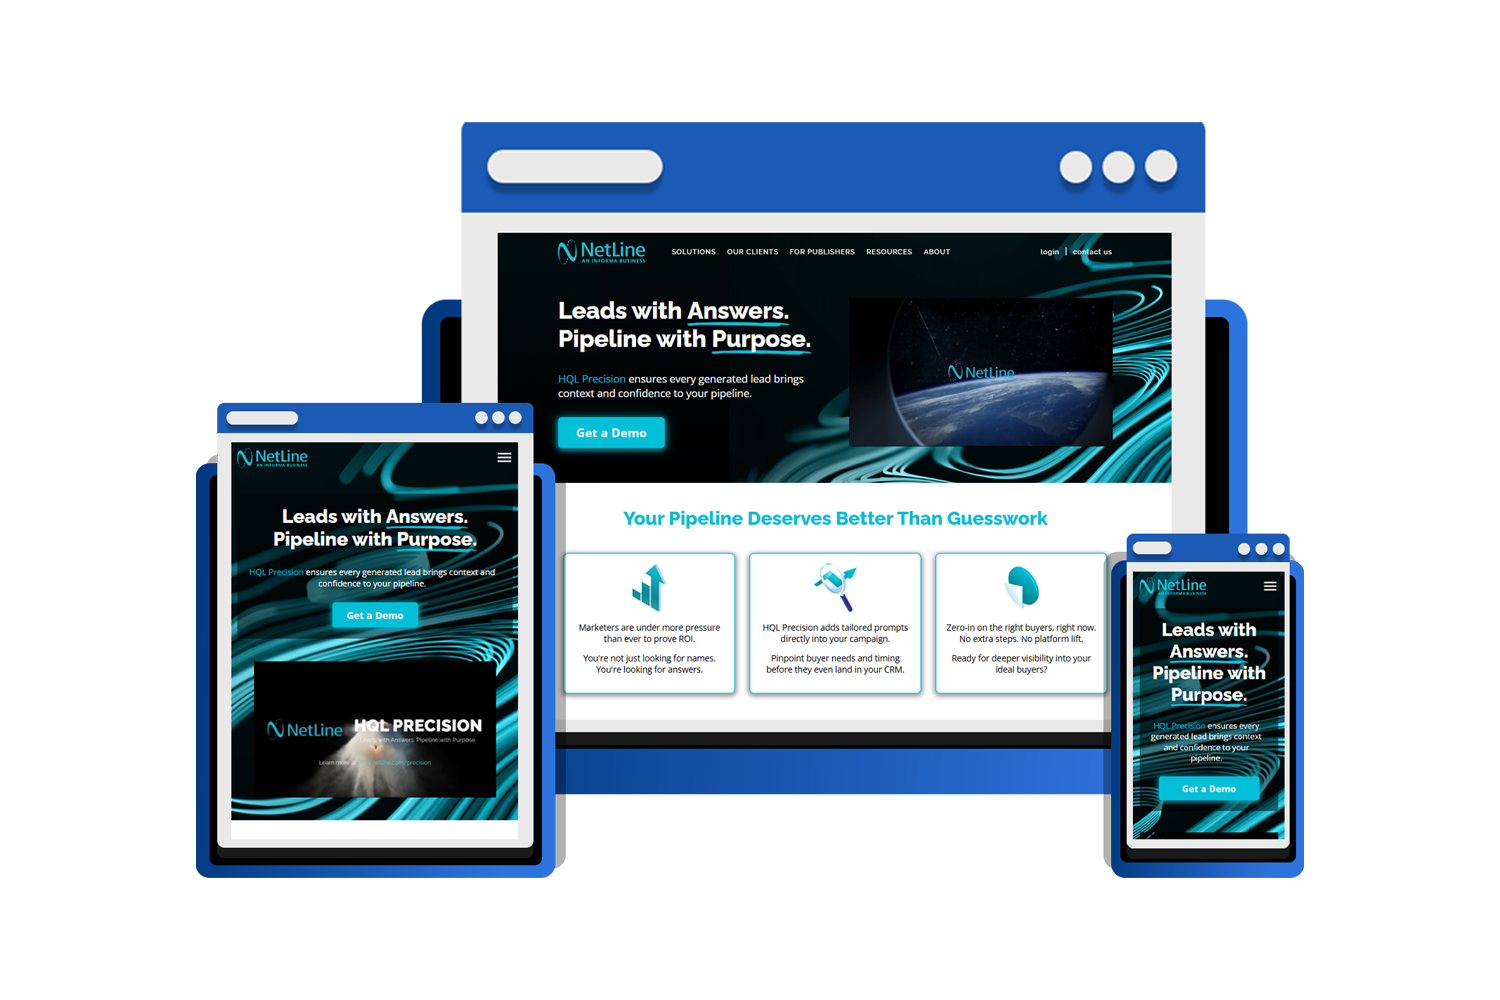 NetLine
AN INFORMA BUSINESS
SOLUTIONS OUR CLIENTS FOR PUBLISHERS RESOURCES ABOUT
login | contact us
Leads with Answers.
Pipeline with Purpose.
HQL Precision ensures every generated lead brings
context and confidence to your pipeline.
Get a Demo
NetLine
Your Pipeline Deserves Better Than Guesswork
Marketers are under more pressure
than ever to prove ROI.
You're not just looking for names.
You're looking for answers.
HQL Precision adds tailored prompts
directly into your campaign.
Pinpoint buyer needs and timing
before they even land in your CRM.
Zero-in on the right buyers, right now.
No extra steps. No platform lift.
Ready for deeper visibility into your
ideal buyers?
NetLine
AN INFORMA BUSINESS
Leads with Answers.
Pipeline with Purpose.
HQL Precision ensures every generated lead brings context and
confidence to your pipeline.
Get a Demo
NetLine
HQL PRECISION
Leads with Answers. Pipeline with Purpose.
Learn more
NetLine
AN INFORMA BUSINESS
Leads with
Answers.
Pipeline with
Purpose.
HQL Precision ensures every
generated lead brings context
and confidence to your
pipeline.
Get a Demo